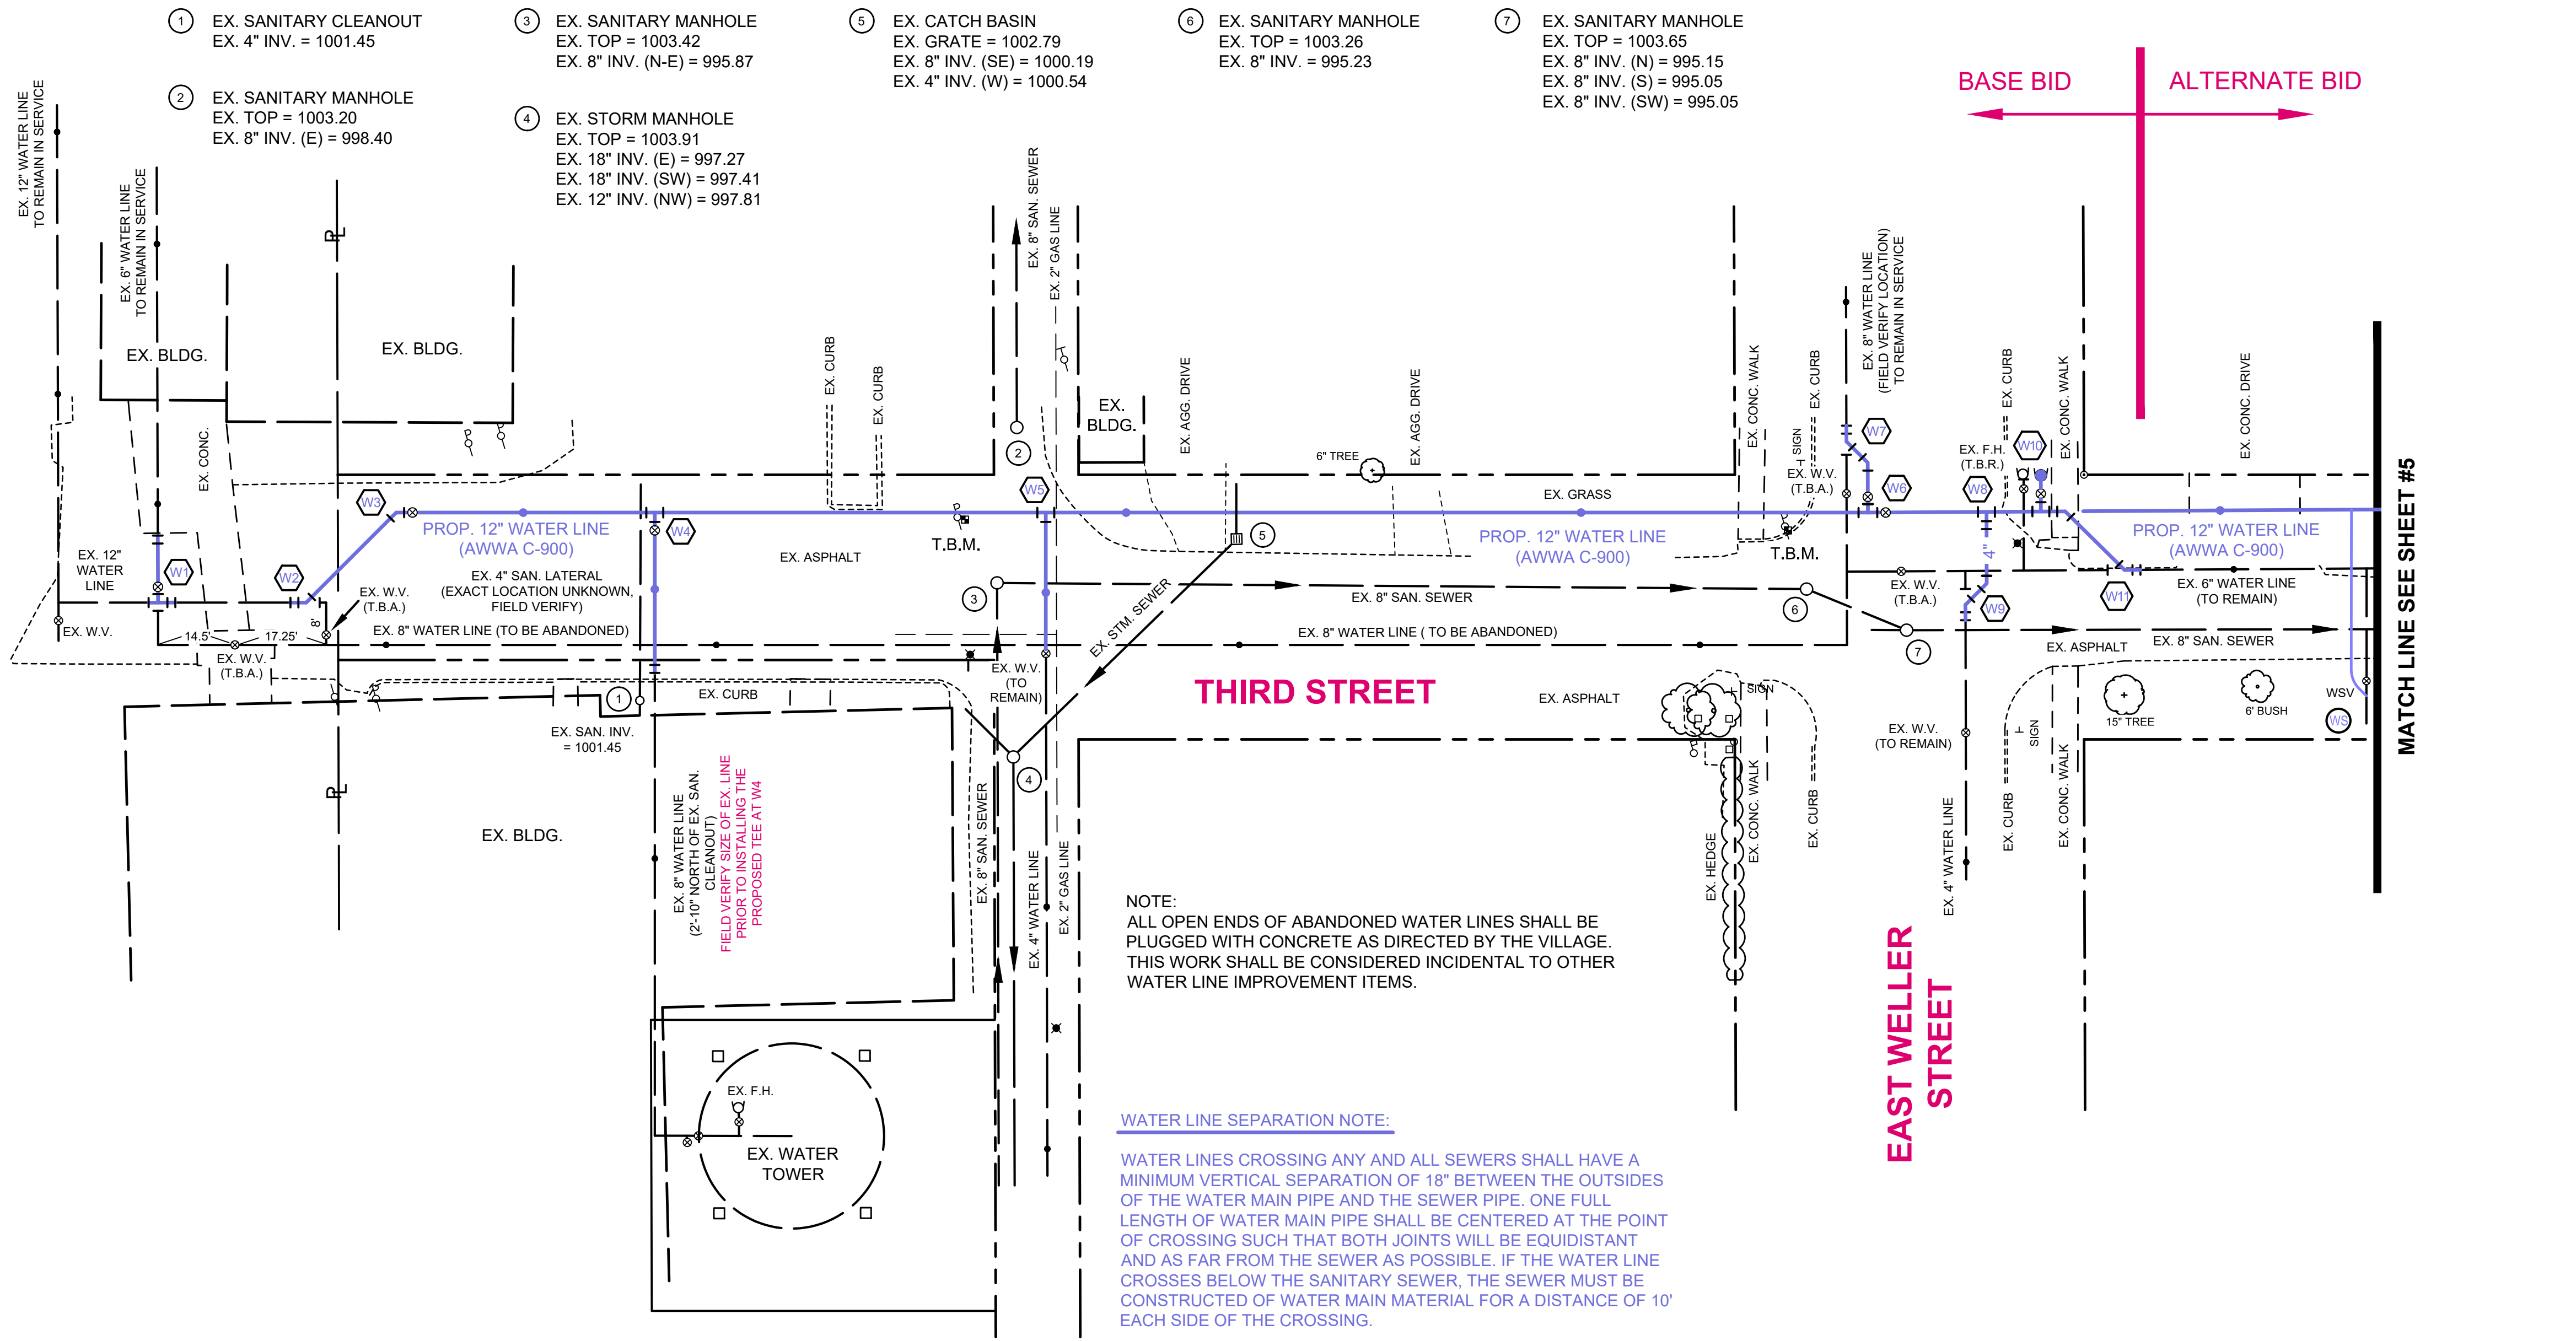 1
EX. SANITARY CLEANOUT
EX. 4" INV. = 1001.45
2
EX. SANITARY MANHOLE
EX. TOP = 1003.20
EX. 8" INV. (E) = 998.40
3
EX. SANITARY MANHOLE
EX. TOP = 1003.42
EX. 8" INV. (N-E) = 995.87
4
EX. STORM MANHOLE
EX. TOP = 1003.91
EX. 18" INV. (E) = 997.27
EX. 18" INV. (SW) = 997.41
EX. 12" INV. (NW) = 997.81
5
EX. CATCH BASIN
EX. GRATE = 1002.79
EX. 8" INV. (SE) = 1000.19
EX. 4" INV. (W) = 1000.54
6
EX. SANITARY MANHOLE
EX. TOP = 1003.26
EX. 8" INV. = 995.23
7
EX. SANITARY MANHOLE
EX. TOP = 1003.65
EX. 8" INV. (N) = 995.15
EX. 8" INV. (S) = 995.05
EX. 8" INV. (SW) = 995.05
BASE BID
ALTERNATE BID
EX. 12" WATER LINE
TO REMAIN IN SERVICE
EX. 6" WATER LINE
TO REMAIN IN SERVICE
PL
EX. BLDG.
EX. BLDG.
EX. CONC.
EX. CURB
EX. CURB
EX. 8" SAN. SEWER
EX. 2" GAS LINE
2
EX.
BLDG.
EX. AGG. DRIVE
6" TREE
EX. AGG. DRIVE
EX. GRASS
EX. CONC. WALK
SIGN
EX. CURB
EX. W.V.
(T.B.A.)
EX. 8" WATER LINE
(FIELD VERIFY LOCATION)
TO REMAIN IN SERVICE
W7
W6
EX. F.H.
(T.B.R.)
W8
EX. CURB
W10
EX. CONC. WALK
EX. CONC. DRIVE
MATCH LINE SEE SHEET #5
EX. 12"
WATER
LINE
W1
W2
W3
PROP. 12" WATER LINE
(AWWA C-900)
W4
W5
T.B.M.
EX. ASPHALT
5
PROP. 12" WATER LINE
(AWWA C-900)
T.B.M.
4"
PROP. 12" WATER LINE
(AWWA C-900)
EX. 4" SAN. LATERAL
(EXACT LOCATION UNKNOWN,
FIELD VERIFY)
EX. W.V.
(T.B.A.)
8'
3
EX. 8" SAN. SEWER
6
EX. W.V.
(T.B.A.)
W9
W11
EX. 6" WATER LINE
(TO REMAIN)
EX. W.V.
14.5'
17.25'
EX. W.V.
(T.B.A.)
EX. 8" WATER LINE (TO BE ABANDONED)
EX. STM. SEWER
EX. 8" WATER LINE ( TO BE ABANDONED)
7
EX. ASPHALT
EX. 8" SAN. SEWER
1
EX. CURB
EX. W.V.
(TO
REMAIN)
THIRD STREET
EX. ASPHALT
SIGN
15" TREE
6' BUSH
WSV
WS
EX. SAN. INV.
= 1001.45
4
EX. W.V.
(TO REMAIN)
SIGN
PL
EX. BLDG.
EX. 8" WATER LINE
(2'-10" NORTH OF EX. SAN.
CLEANOUT)
FIELD VERIFY SIZE OF EX. LINE
PRIOR TO INSTALLING THE
PROPOSED TEE AT W4
EX. 8" SAN. SEWER
EX. 4" WATER LINE
EX. 2" GAS LINE
EX. HEDGE
EX. CONC. WALK
EX. CURB
EX. 4" WATER LINE
EX. CURB
EX. CONC. WALK
NOTE:
ALL OPEN ENDS OF ABANDONED WATER LINES SHALL BE
PLUGGED WITH CONCRETE AS DIRECTED BY THE VILLAGE.
THIS WORK SHALL BE CONSIDERED INCIDENTAL TO OTHER
WATER LINE IMPROVEMENT ITEMS.
EAST WELLER
STREET
EX. F.H.
EX. WATER
TOWER
WATER LINE SEPARATION NOTE:
WATER LINES CROSSING ANY AND ALL SEWERS SHALL HAVE A
MINIMUM VERTICAL SEPARATION OF 18" BETWEEN THE OUTSIDES
OF THE WATER MAIN PIPE AND THE SEWER PIPE. ONE FULL
LENGTH OF WATER MAIN PIPE SHALL BE CENTERED AT THE POINT
OF CROSSING SUCH THAT BOTH JOINTS WILL BE EQUIDISTANT
AND AS FAR FROM THE SEWER AS POSSIBLE. IF THE WATER LINE
CROSSES BELOW THE SANITARY SEWER, THE SEWER MUST BE
CONSTRUCTED OF WATER MAIN MATERIAL FOR A DISTANCE OF 10'
EACH SIDE OF THE CROSSING.